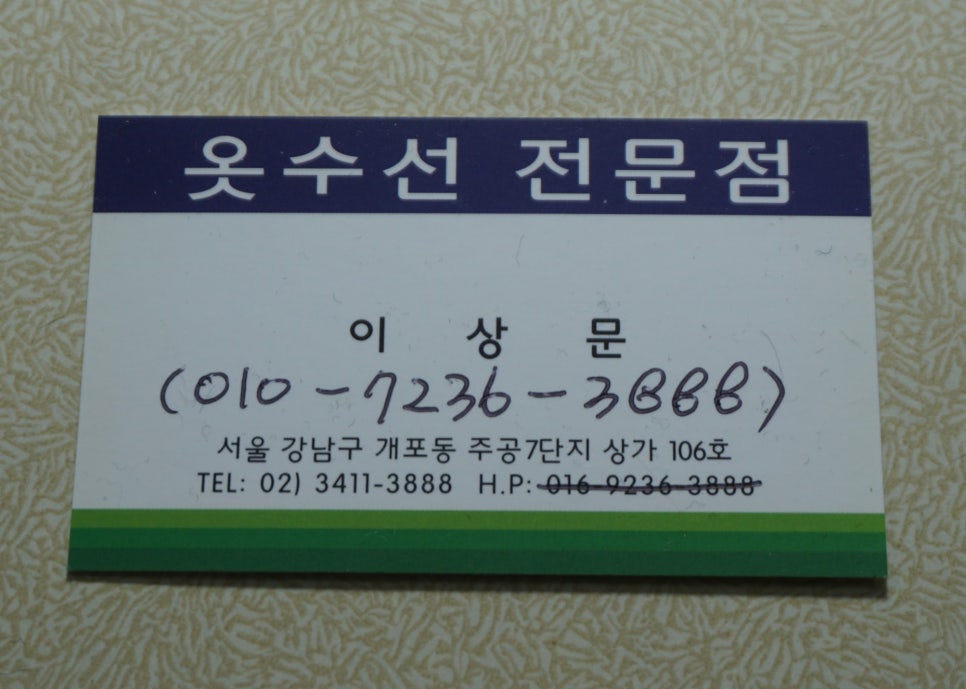 옷수선 전문점
이 상 문
(010-7236-3888)
서울 강남구 개포동 주공7단지 상가 106호
TEL: 02) 3411-3888 H.P: 016-9236-3888